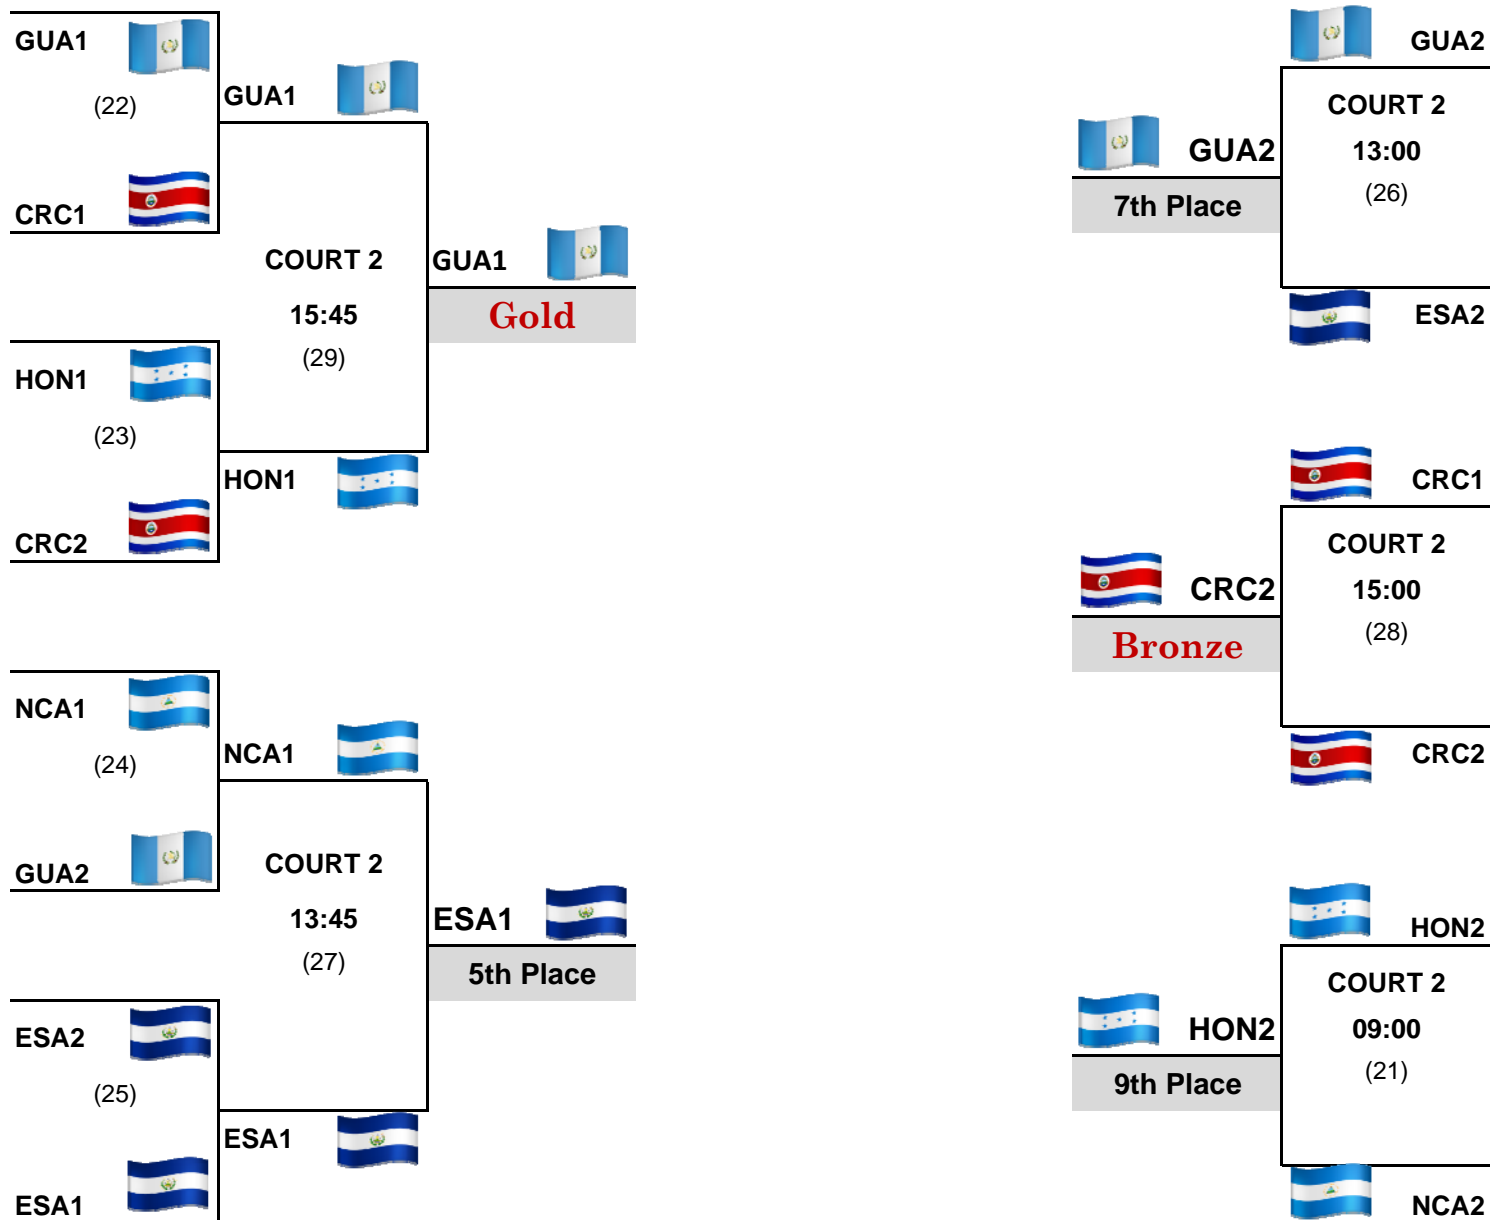 GUA1
(22)
CRC1
GUA1
COURT 2
15:45
(29)
GUA1
Gold
HON1
(23)
CRC2
HON1
NCA1
(24)
GUA2
NCA1
COURT 2
13:45
(27)
ESA1
5th Place
ESA2
(25)
ESA1
ESA1
GUA2
COURT 2
13:00
(26)
GUA2
7th Place
ESA2
CRC1
COURT 2
15:00
(28)
CRC2
Bronze
CRC2
HON2
COURT 2
09:00
(21)
HON2
9th Place
NCA2